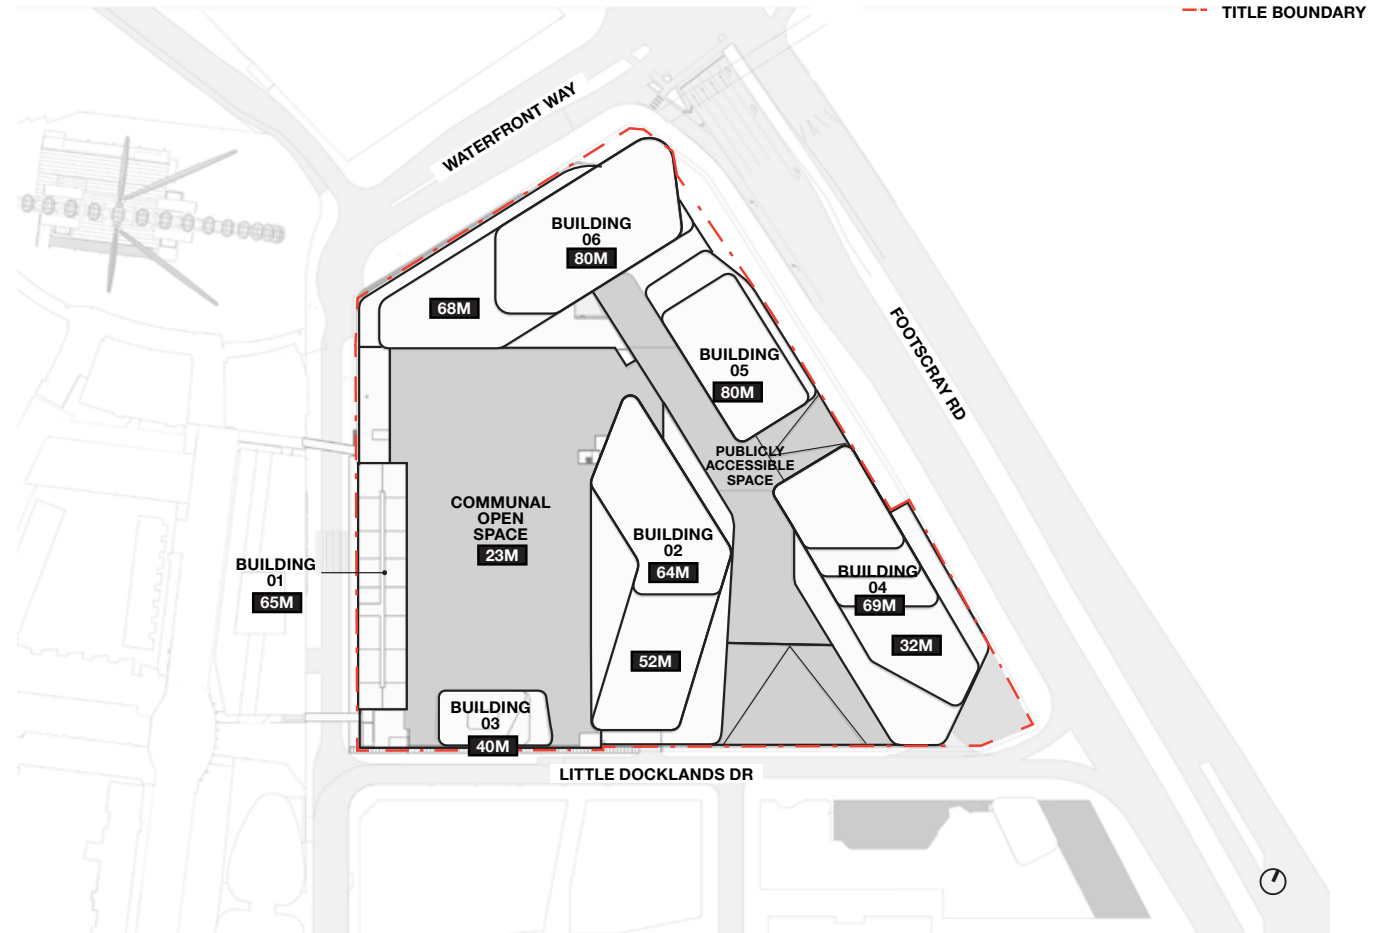 TITLE BOUNDARY
WATERFRONT WAY
BUILDING
06
80M
68M
FOOTSCRAY RD
BUILDING
05
80M
PUBLICLY
ACCESSIBLE
SPACE
COMMUNAL
OPEN
SPACE
23M
BUILDING
02
64M
BUILDING
01
65M
BUILDING
04
69M
32M
52M
BUILDING
03
40M
LITTLE DOCKLANDS DR